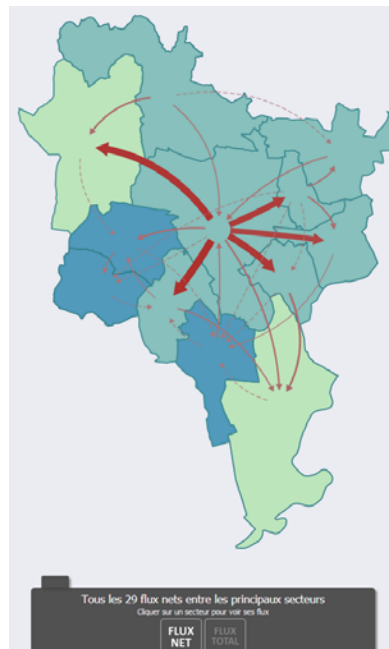 Tous les 29 flux nets entre les principaux secteurs
Cliquer sur un secteur pour voir ses flux
FLUX
NET
FLUX
TOTAL